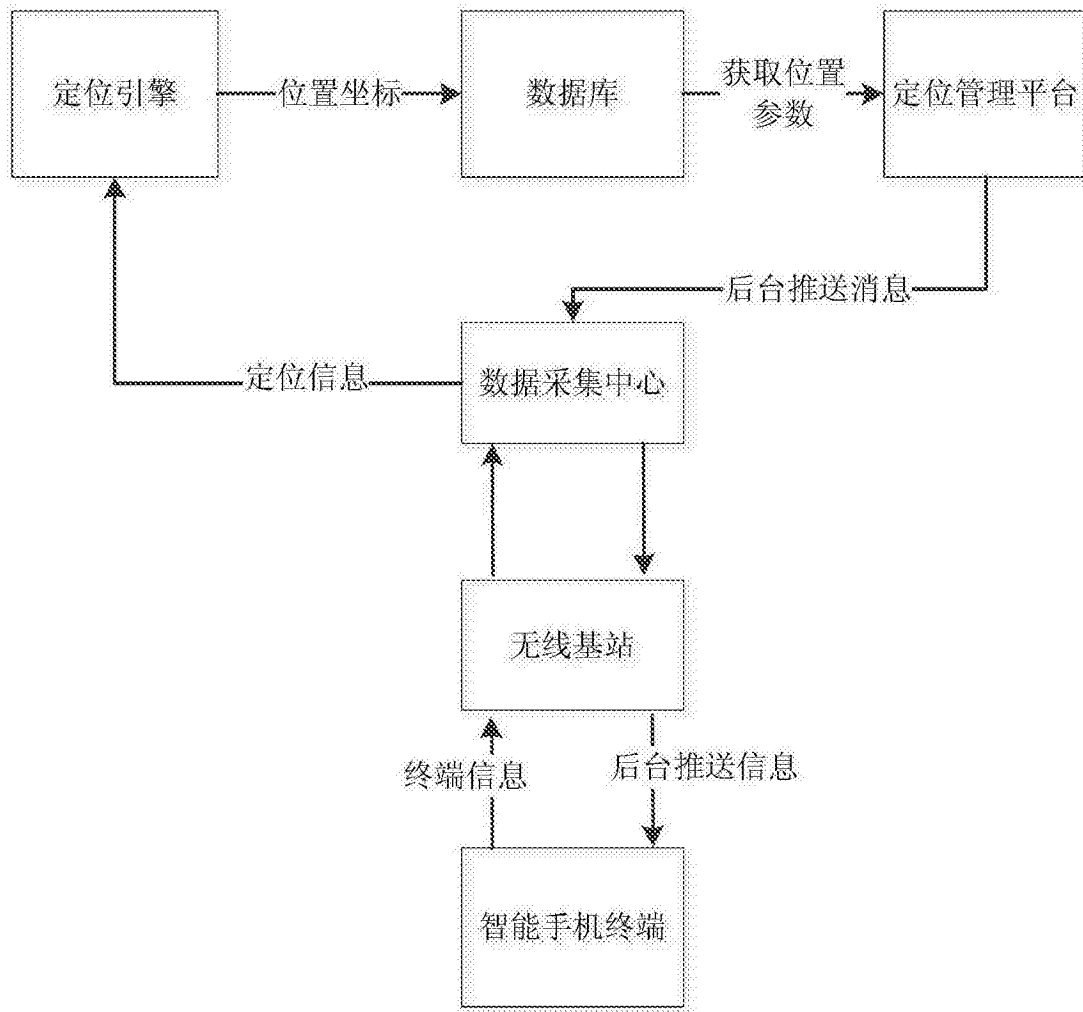 定位引擎
位置坐标
数据库
获取位置
参数
定位管理平台
后台推送消息
定位信息
数据采集中心
无线基站
终端信息
后台推送信息
智能手机终端